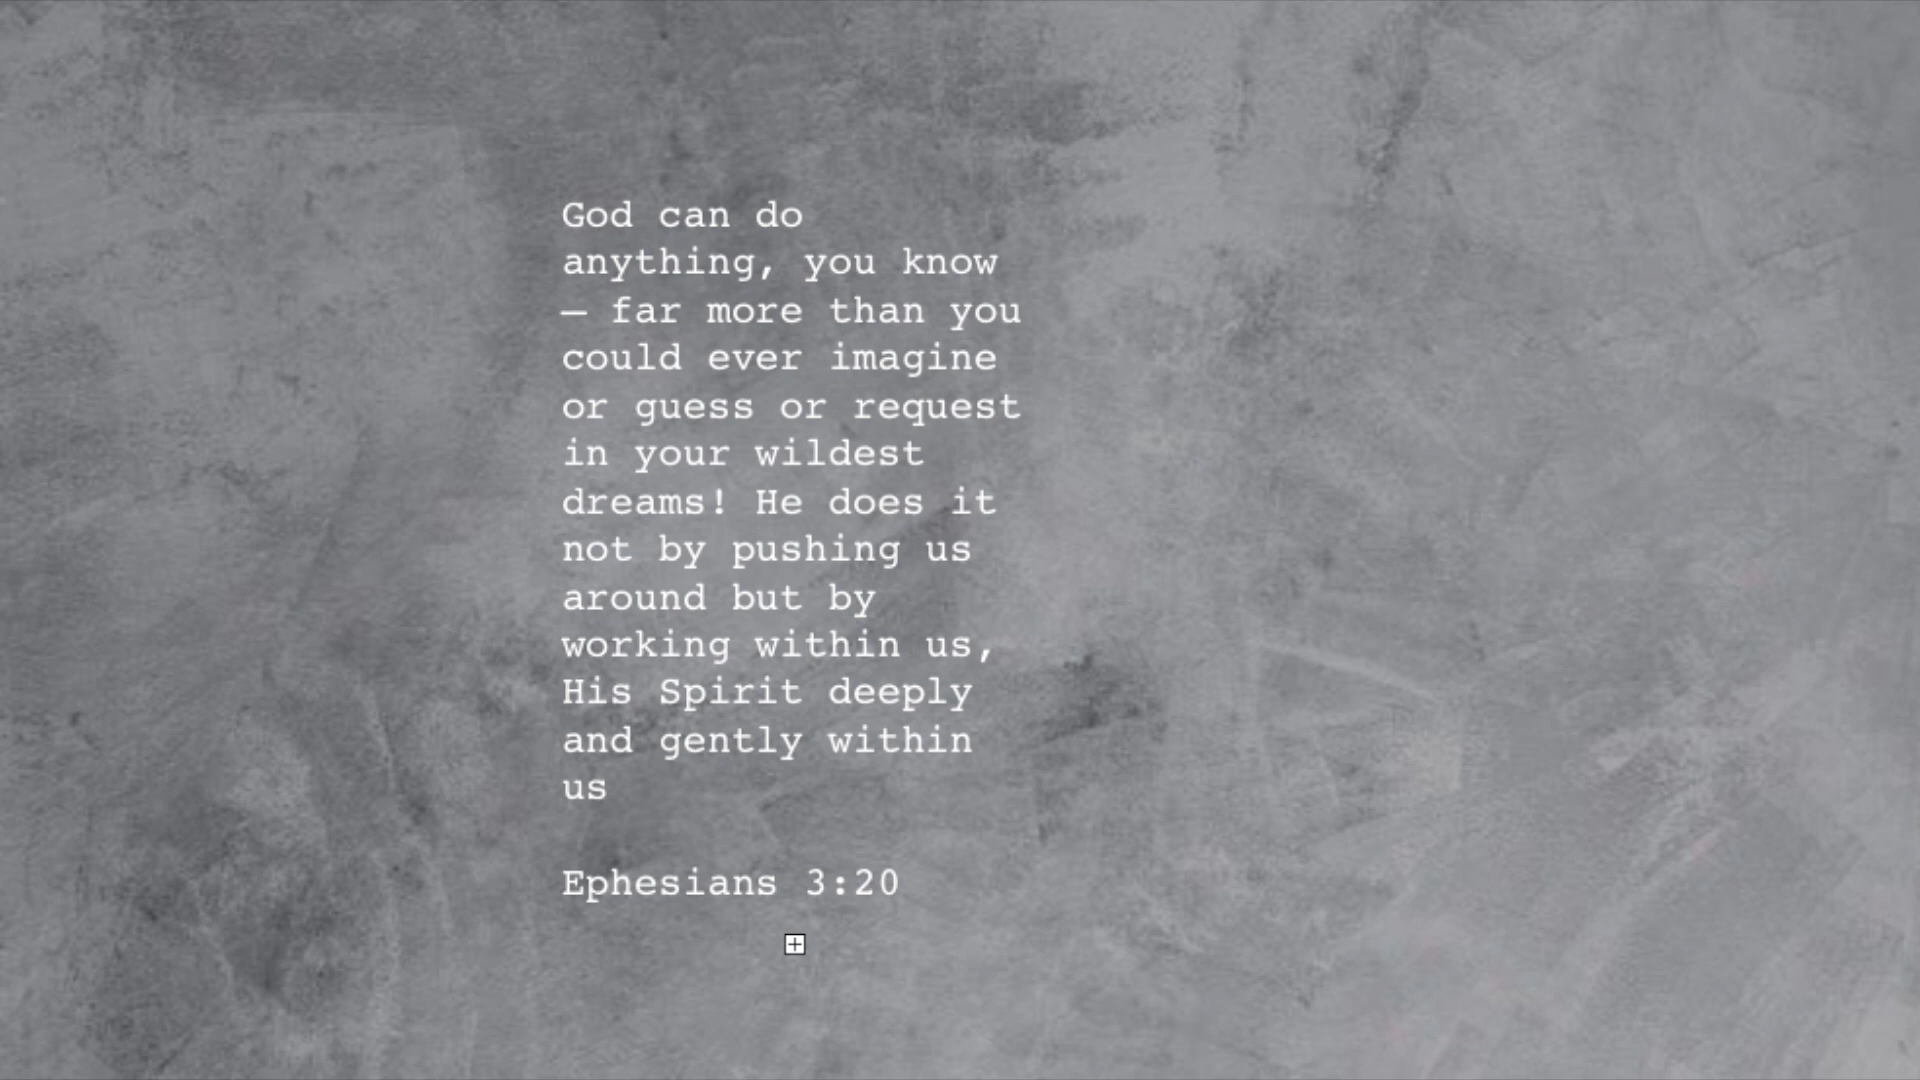 God can do
anything, you know
— far more than you
could ever imagine
or guess or request
in your wildest
dreams! He does it
not by pushing us
around but by
working within us,
His Spirit deeply
and gently within
us
Ephesians 3:20